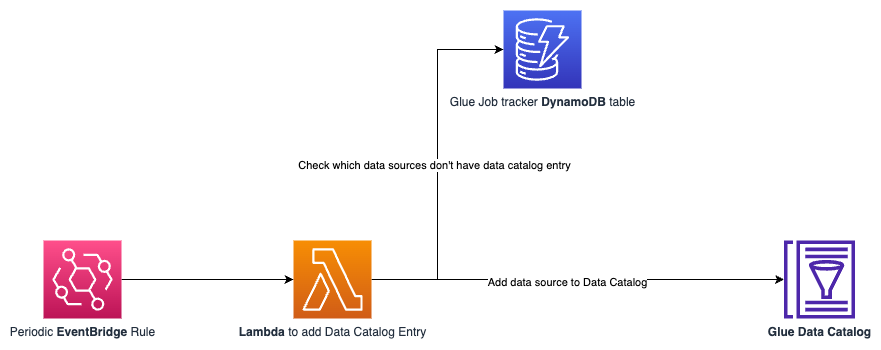 Glue Job tracker DynamoDB table
Check which data sources don't have data catalog entry
Add data source to Data Catalog
Periodic EventBridge Rule
Lambda to add Data Catalog Entry
Glue Data Catalog